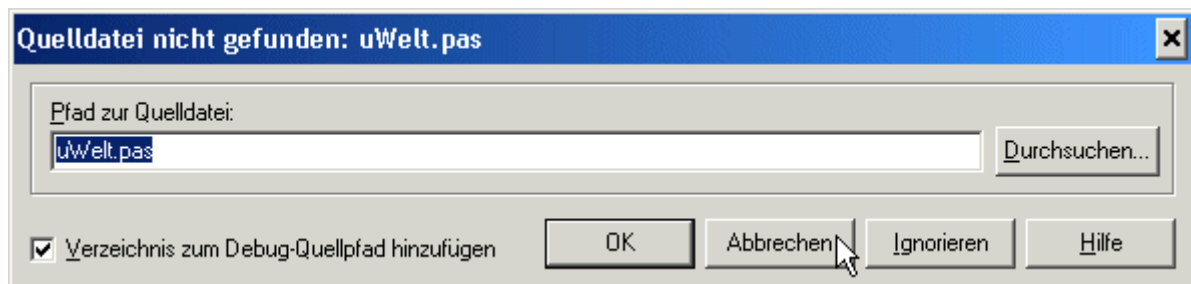 Quelldatei nicht gefunden: uWelt.pas
Pfad zur Quelldatei:
uWelt.pas
Durchsuchen...
Verzeichnis zum Debug-Quellpfad hinzufügen
OK
Abbrechen
Ignorieren
Hilfe